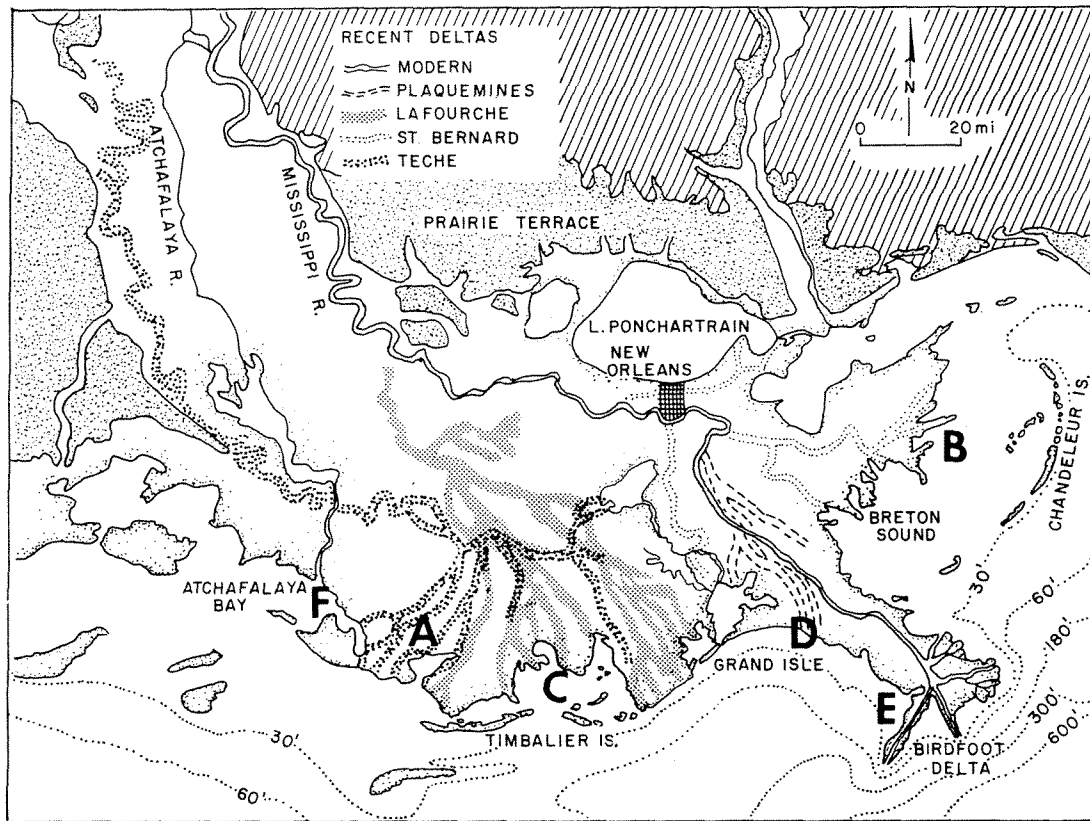 RECENT DELTAS
MODERN
PLAQUEMINES
LAFOURCHE
ST. BERNARD
TECHE
N
0 20 mi
ATCHAFALAYA R.
MISSISSIPPI R.
PRAIRIE TERRACE
L. PONCHARTRAIN
NEW
ORLEANS
B
CHANDELEUR IS.
BRETON
SOUND
ATCHAFALAYA
BAY
F
A
C
D
E
GRAND ISLE
TIMBALIER IS.
BIRDFOOT
DELTA
30'
60'
30'
60'
180'
300'
600'